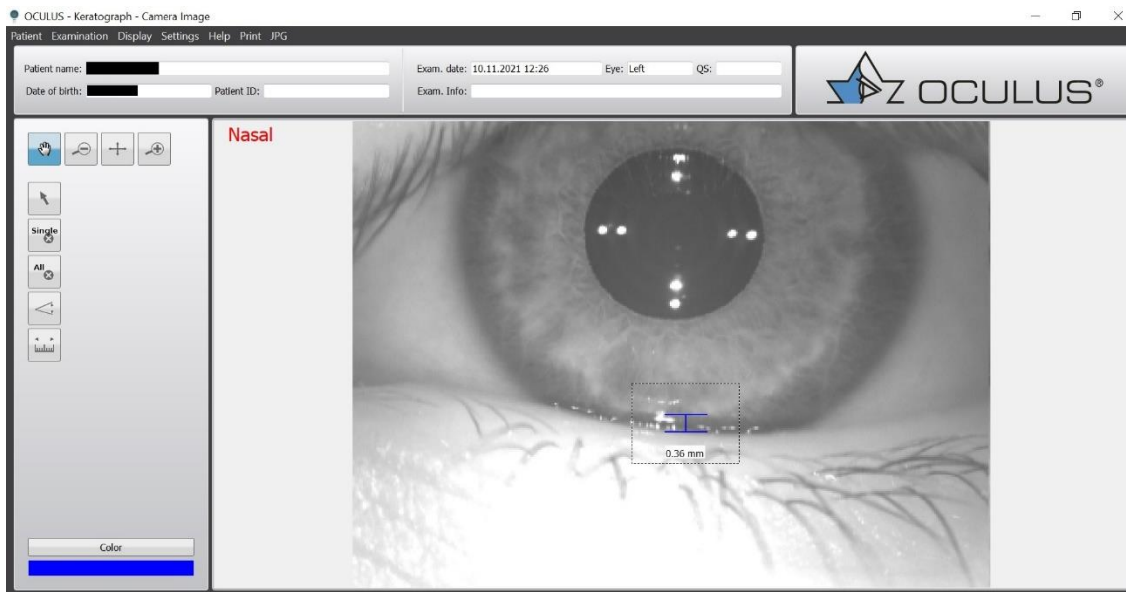 OCULUS - Keratograph - Camera Image
Patient Examination Display Settings Help Print JPG
Patient name:
Exam. date: 10.11.2021 12:26 Eye: Left QS:
Date of birth: Patient ID:
Exam. Info:
OCULUS®
Nasal
Single
All
0.36 mm
Color